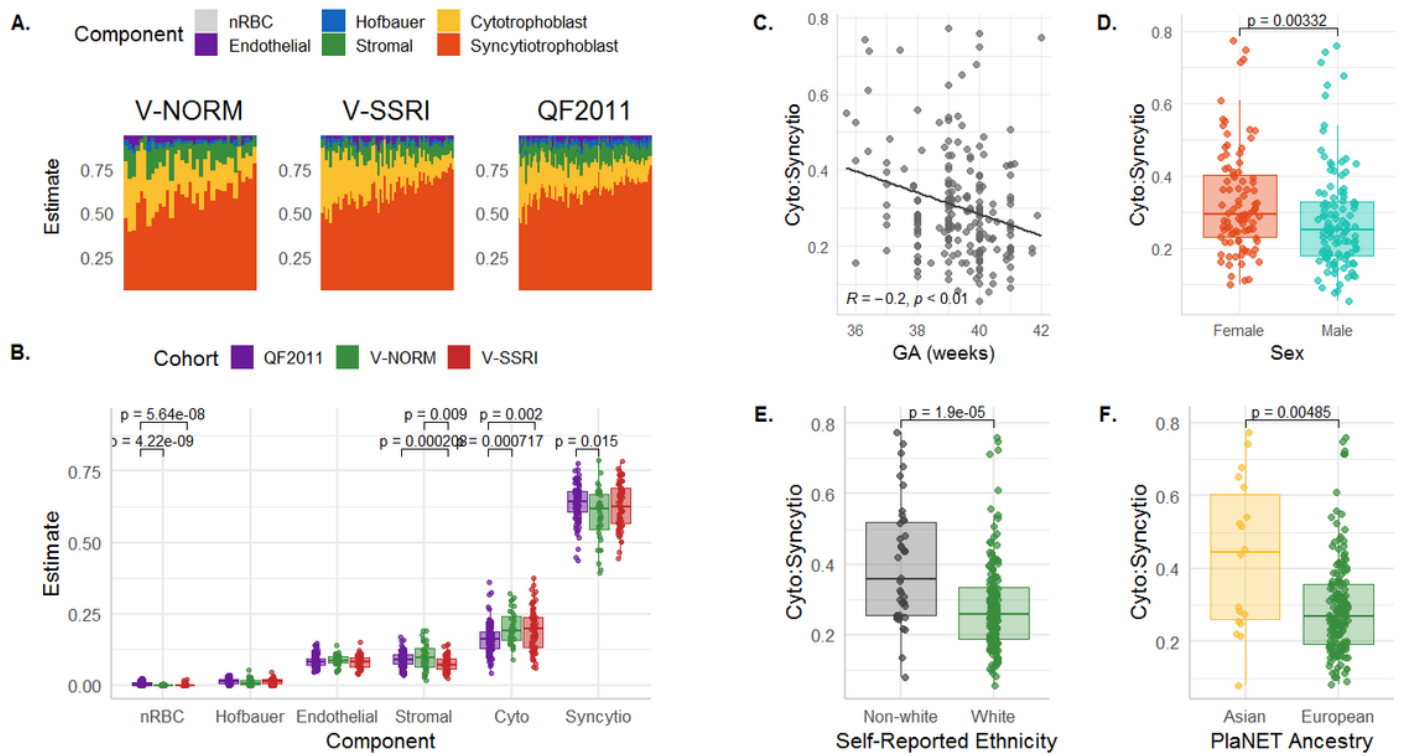 A.
Component
nRBC
Hofbauer
Cytotrophoblast
Endothelial
Stromal
Syncytiotrophoblast
V-NORM
V-SSRI
QF2011
Estimate
0.75
0.50
0.25
0.75
0.50
0.25
0.75
0.50
0.25
B.
Cohort
QF2011
V-NORM
V-SSRI
p = 5.64e-08
p = 0.009
p = 0.002
p = 4.22e-09
p = 0.000717
p = 0.015
Estimate
0.75
0.50
0.25
0.00
nRBC
Hofbauer
Endothelial
Stromal
Cyto
Syncytio
Component
C.
Cyto:Syncytio
0.8
0.6
0.4
0.2
R = −0.2, p < 0.01
36
38
39
40
42
GA (weeks)
D.
p = 0.00332
Cyto:Syncytio
0.8
0.6
0.4
0.2
Female
Male
Sex
E.
p = 1.9e-05
Cyto:Syncytio
0.8
0.6
0.4
0.2
Non-white
White
Self-Reported Ethnicity
F.
p = 0.00485
Cyto:Syncytio
0.8
0.6
0.4
0.2
Asian
European
PlaNET Ancestry